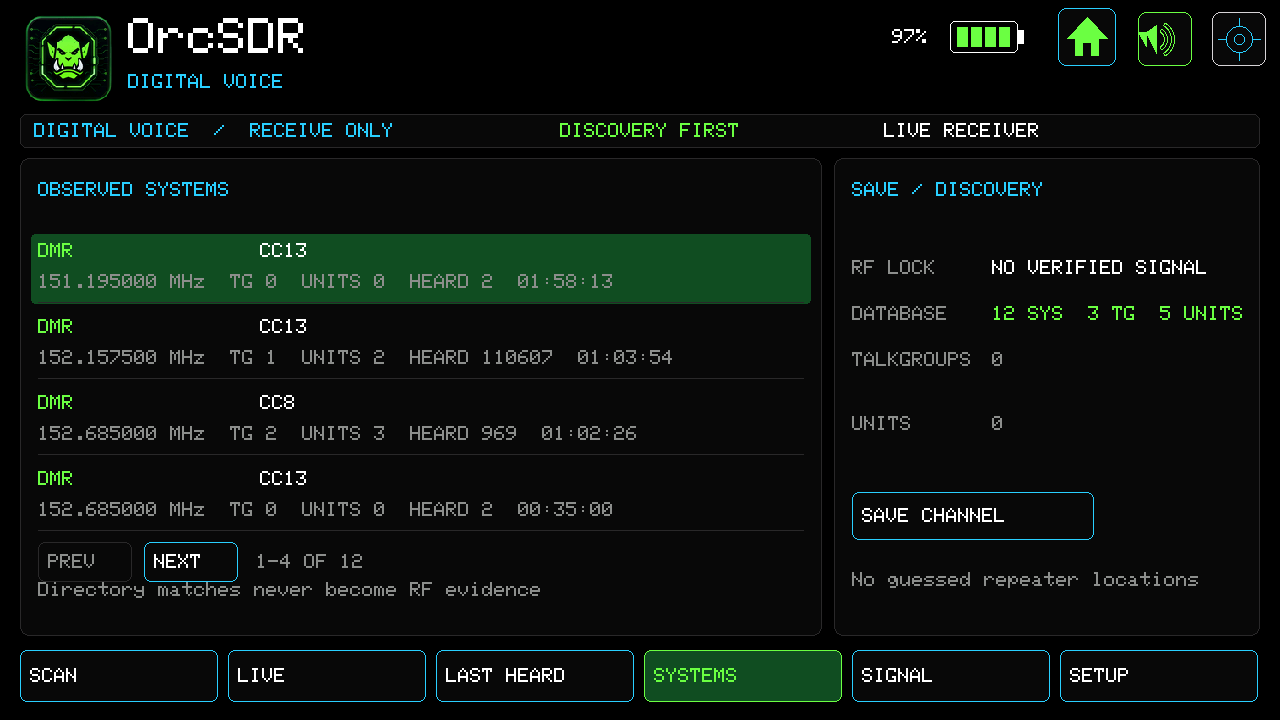 OrcSDR
DIGITAL VOICE
97%
DIGITAL VOICE / RECEIVE ONLY
DISCOVERY FIRST
LIVE RECEIVER
OBSERVED SYSTEMS
DMR CC13
151.195000 MHz TG 0 UNITS 0 HEARD 2 01:58:13
DMR CC13
152.157500 MHz TG 1 UNITS 2 HEARD 110607 01:03:54
DMR CC8
152.685000 MHz TG 2 UNITS 3 HEARD 969 01:02:26
DMR CC13
152.685000 MHz TG 0 UNITS 0 HEARD 2 00:35:00
PREV NEXT 1-4 OF 12
Directory matches never become RF evidence
SAVE / DISCOVERY
RF LOCK NO VERIFIED SIGNAL
DATABASE 12 SYS 3 TG 5 UNITS
TALKGROUPS 0
UNITS 0
SAVE CHANNEL
No guessed repeater locations
SCAN LIVE LAST HEARD SYSTEMS SIGNAL SETUP